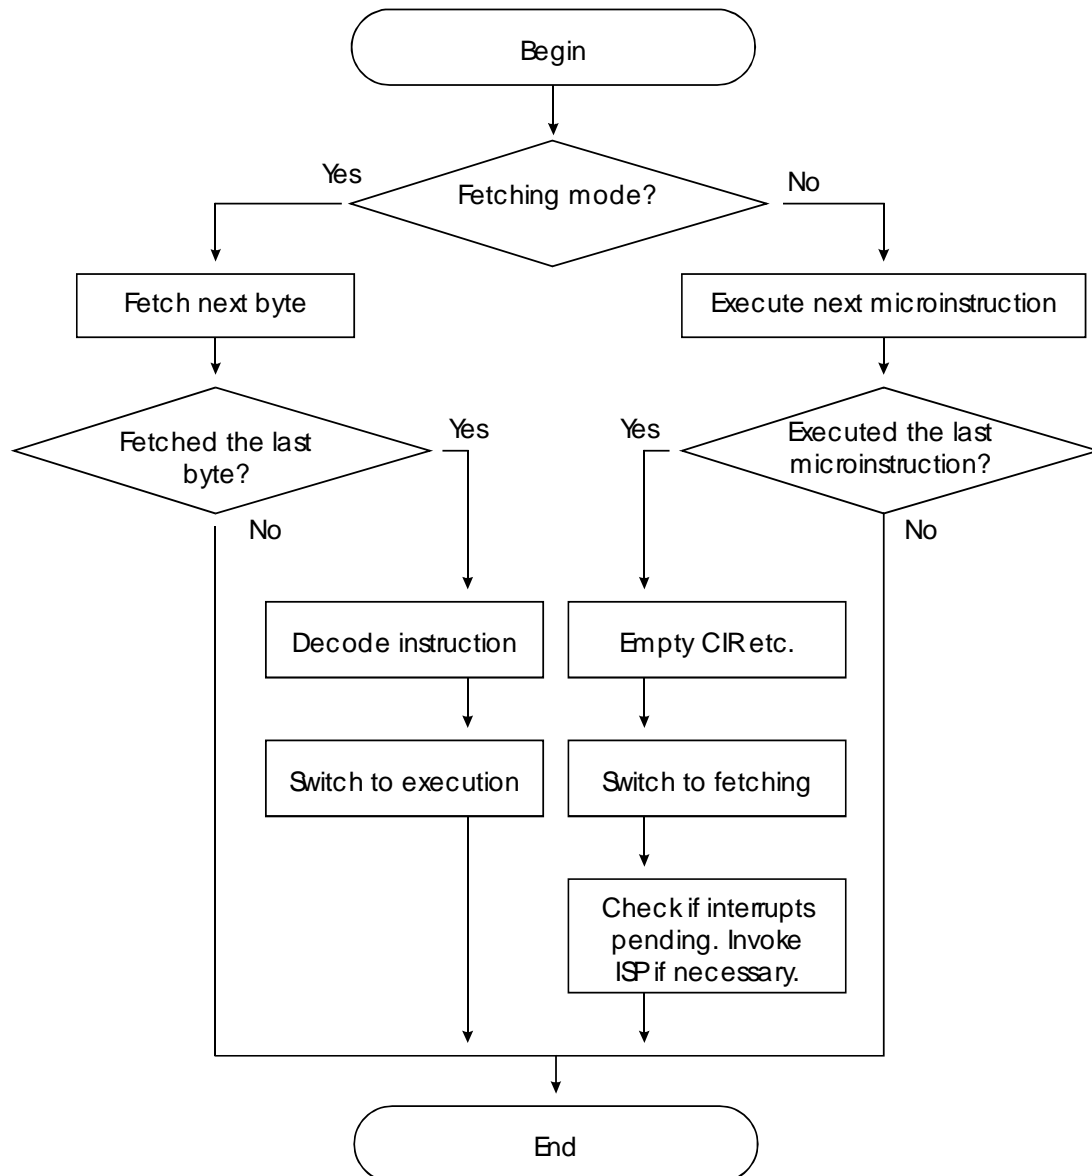 Begin
Yes
Fetching mode?
No
Fetch next byte
Execute next microinstruction
Fetched the last
byte?
Yes
No
Yes
Executed the last
microinstruction?
No
Decode instruction
Empty CIR etc.
Switch to execution
Switch to fetching
Check if interrupts
pending. Invoke
ISP if necessary.
End